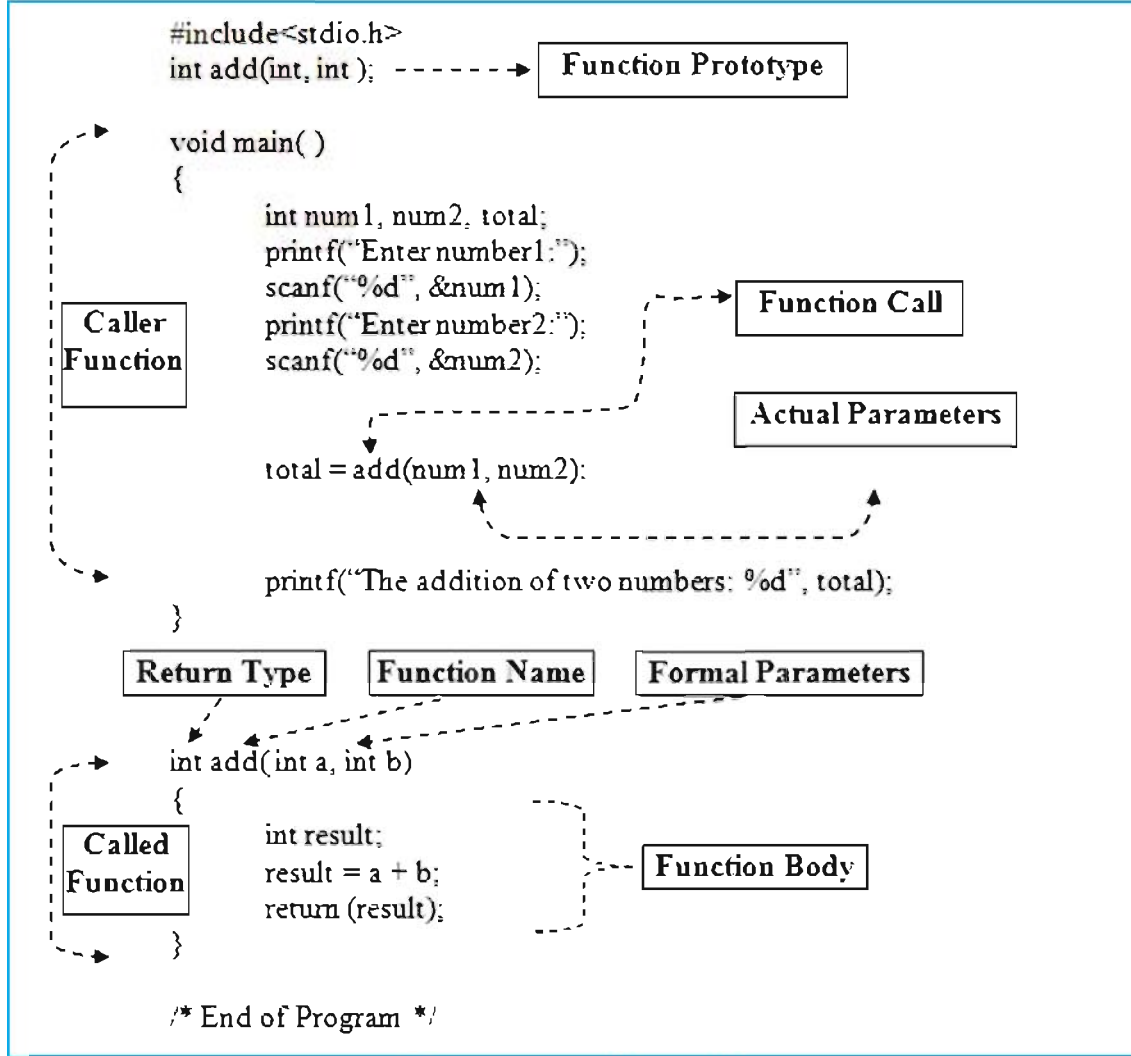 #include<stdio.h>
int add(int, int ); Function Prototype
void main( )
{
int num1, num2, total;
printf(“Enter number1:”);
scanf(“%d”, &num1);
Function Call
Caller
Function
printf(“Enter number2:”);
scanf(“%d”, &num2);
Actual Parameters
total = add(num1, num2):
printf(“The addition of two numbers: %d”, total);
}
Return Type Function Name Formal Parameters
int add( int a, int b)
{
Called
Function
int result;
result = a + b;
return (result);
Function Body
}
/* End of Program */